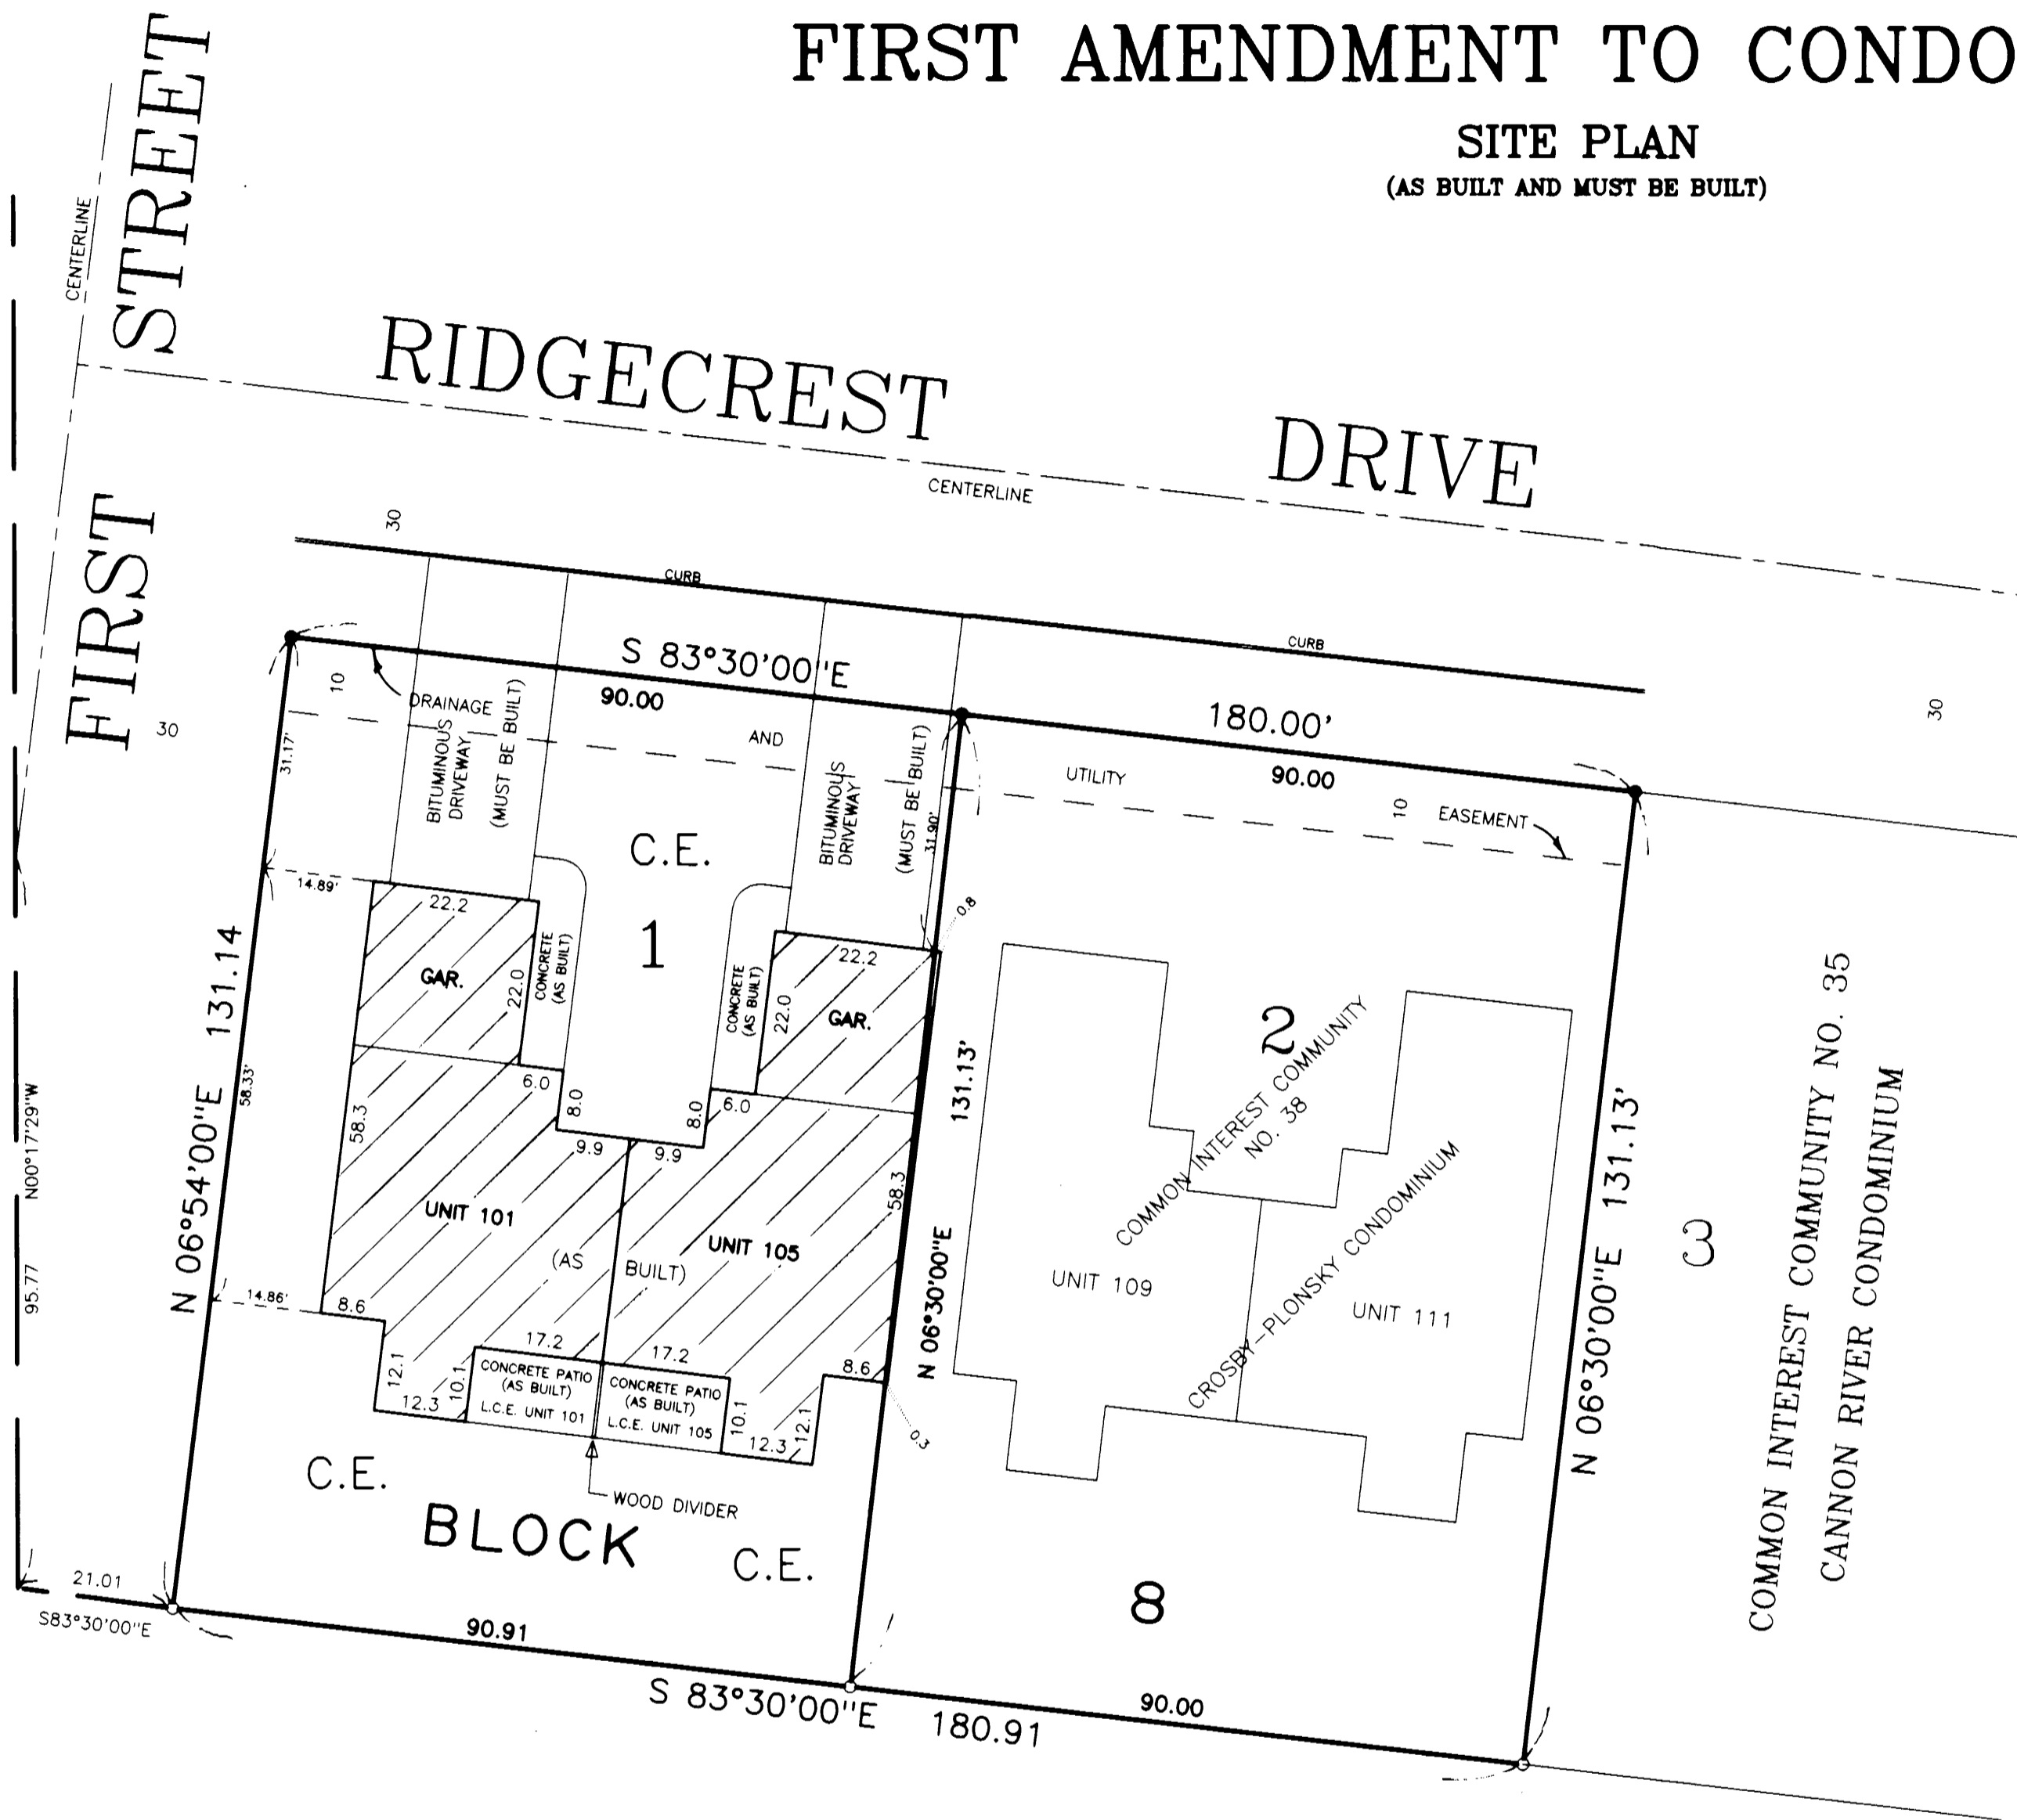 FIRST AMENDMENT TO CONDO
SITE PLAN
(AS BUILT AND MUST BE BUILT)
FIRST STREET
CENTERLINE
RIDGECREST DRIVE
CENTERLINE
30
CURB
CURB
30
30
S 83°30'00"E
180.00'
90.00
90.00
10
DRAINAGE AND UTILITY EASEMENT
10
31.17'
BITUMINOUS
DRIVEWAY
(MUST BE BUILT)
BITUMINOUS
DRIVEWAY
(MUST BE BUILT)
31.90'
C.E.
1
14.89'
22.2
GAR.
22.0
CONCRETE
(AS BUILT)
CONCRETE
(AS BUILT)
22.0
22.2
GAR.
0.8
N 06°54'00"E 131.14
58.33'
58.3
6.0
8.0
9.9
9.9
8.0
6.0
58.3
UNIT 101
UNIT 105
(AS BUILT)
14.86'
8.6
12.1
12.3
10.1
17.2
17.2
10.1
12.3
12.1
8.6
0.3
CONCRETE PATIO
(AS BUILT)
L.C.E. UNIT 101
CONCRETE PATIO
(AS BUILT)
L.C.E. UNIT 105
WOOD DIVIDER
C.E.
BLOCK
C.E.
8
N 06°30'00"E 131.13'
2
COMMON INTEREST COMMUNITY
NO. 38
CROSBY-PLONSKY CONDOMINIUM
UNIT 109
UNIT 111
N 06°30'00"E 131.13'
3
COMMON INTEREST COMMUNITY NO. 35
CANNON RIVER CONDOMINIUM
95.77 N00°17'29"W
21.01
S83°30'00"E
90.91
S 83°30'00"E 180.91
90.00